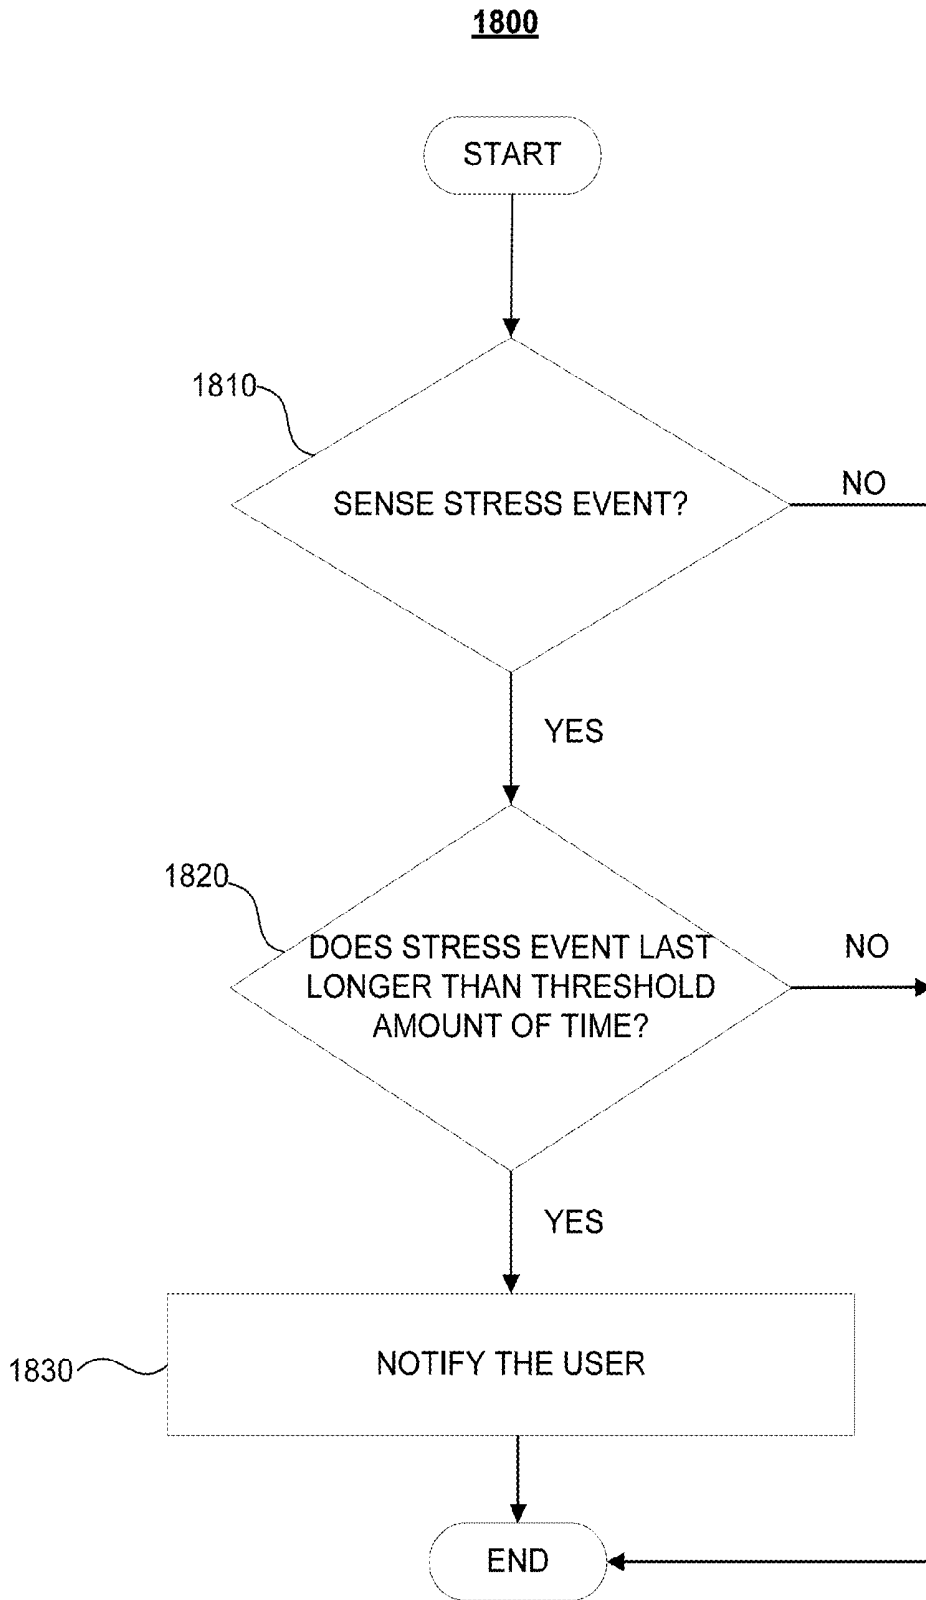 1800
START
1810
SENSE STRESS EVENT?
NO
YES
1820
DOES STRESS EVENT LAST
LONGER THAN THRESHOLD
AMOUNT OF TIME?
NO
YES
1830
NOTIFY THE USER
END